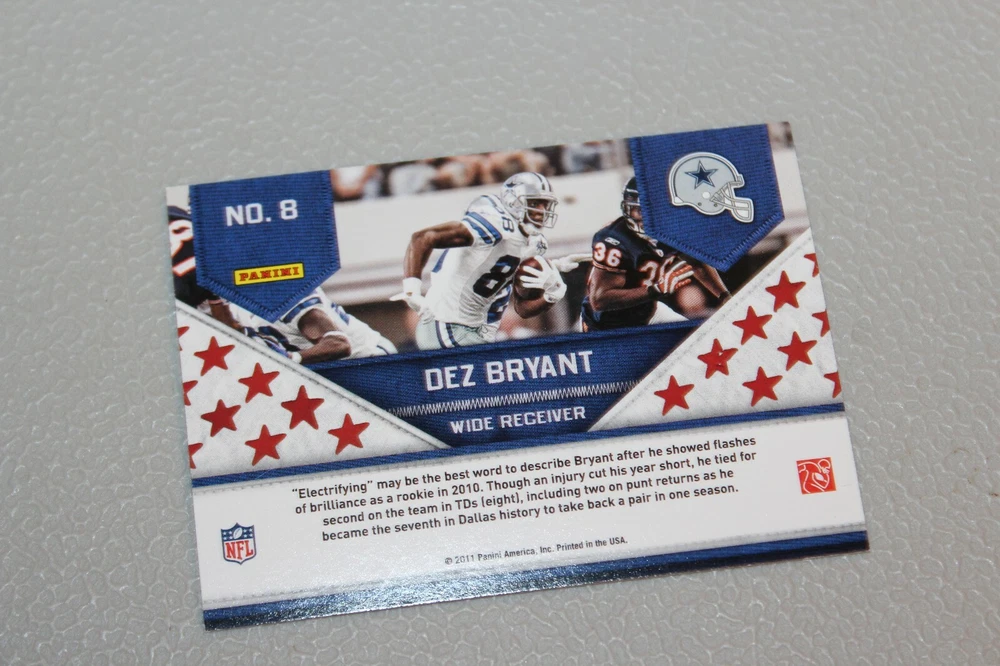 NO. 8
PANINI
88
36
DEZ BRYANT
WIDE RECEIVER
"Electrifying" may be the best word to describe Bryant after he showed flashes
of brilliance as a rookie in 2010. Though an injury cut his year short, he tied for
second on the team in TDs (eight), including two on punt returns as he
became the seventh in Dallas history to take back a pair in one season.
NFL
© 2011 Panini America, Inc. Printed in the USA.